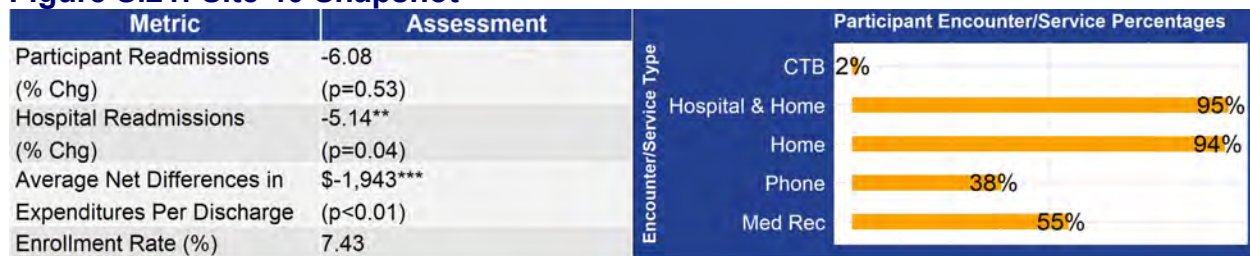 Metric Assessment
Participant Readmissions -6.08
(% Chg) (p=0.53)
Hospital Readmissions -5.14**
(% Chg) (p=0.04)
Average Net Differences in $-1,943***
Expenditures Per Discharge (p<0.01)
Enrollment Rate (%) 7.43
Participant Encounter/Service Percentages
Encounter/Service Type
CTB 2%
Hospital & Home 95%
Home 94%
Phone 38%
Med Rec 55%